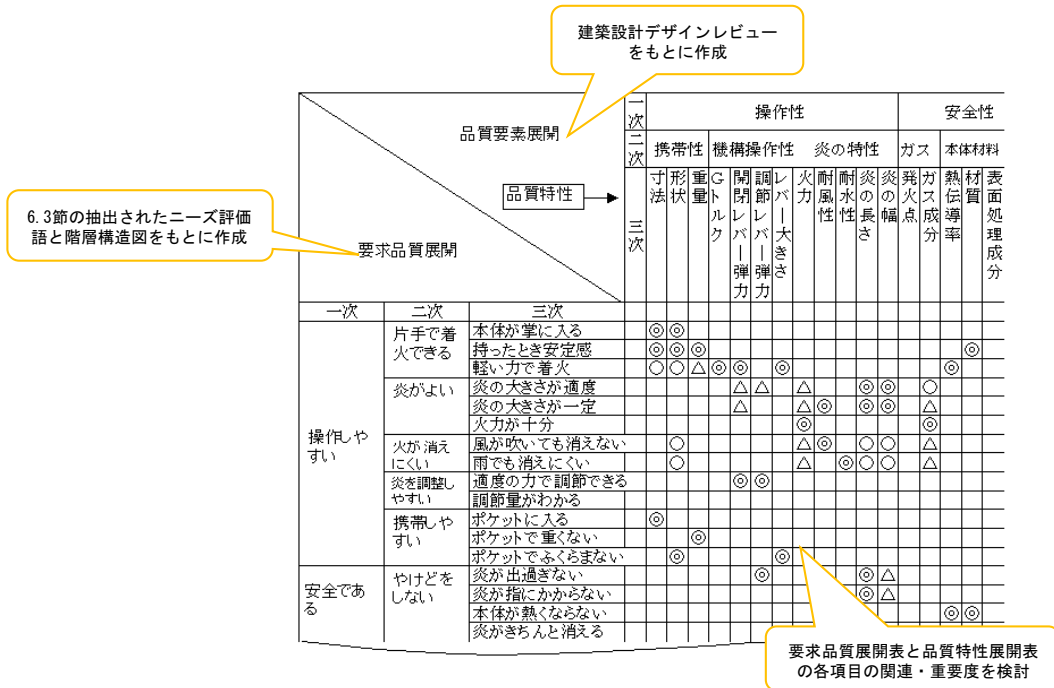 建築設計デザインレビュー
をもとに作成
6.3節の抽出されたニーズ評価
語と階層構造図をもとに作成
品質要素展開
品質特性
要求品質展開
一次 操作性 安全性
二次 携帯性 機構操作性 炎の特性 ガス 本体材料
三次 寸法 形状 重量 Gトルク 開閉レバー弾力 調節レバー弾力 レバー大きさ 火力 耐風性 耐水性 炎の長さ 炎の幅 発火点 ガス成分 熱伝導率 材質 表面処理成分
一次 二次 三次
操作しやすい 片手で着火できる 本体が掌に入る ◎ ◎
持ったとき安定感 ◎ ◎ ◎ ◎
軽い力で着火 ○ ○ △ ◎ ◎ ◎ ◎
炎がよい 炎の大きさが適度 △ △ △ ◎ ◎ ○
炎の大きさが一定 △ △ ◎ ◎ ◎ △
火力が十分 ◎ ◎
火が消えにくい 風が吹いても消えない ○ △ ◎ ○ ○ △
雨でも消えにくい ○ △ ◎ ○ ○ △
炎を調整しやすい 適度の力で調節できる ◎ ◎
調節量がわかる
携帯しやすい ポケットに入る ◎
ポケットで重くない ◎
ポケットでふくらまない ◎ ◎
安全である やけどをしない 炎が出過ぎない ◎ ◎ △
炎が指にかからない ◎ △
本体が熱くならない ◎ ◎
炎がきちんと消える
要求品質展開表と品質特性展開表
の各項目の関連・重要度を検討